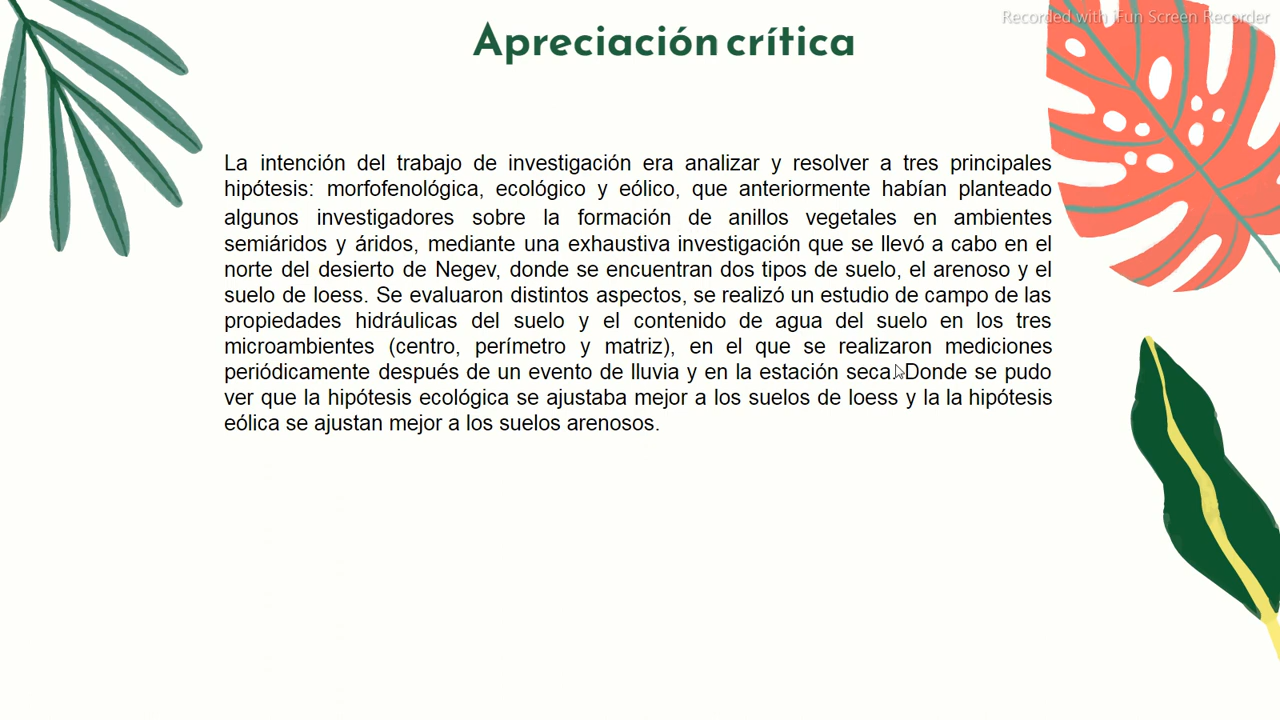 Recorded with iFun Screen Recorder
Apreciación crítica
La intención del trabajo de investigación era analizar y resolver a tres principales
hipótesis: morfofenológica, ecológico y eólico, que anteriormente habían planteado
algunos investigadores sobre la formación de anillos vegetales en ambientes
semiáridos y áridos, mediante una exhaustiva investigación que se llevó a cabo en el
norte del desierto de Negev, donde se encuentran dos tipos de suelo, el arenoso y el
suelo de loess. Se evaluaron distintos aspectos, se realizó un estudio de campo de las
propiedades hidráulicas del suelo y el contenido de agua del suelo en los tres
microambientes (centro, perímetro y matriz), en el que se realizaron mediciones
periódicamente después de un evento de lluvia y en la estación seca. Donde se pudo
ver que la hipótesis ecológica se ajustaba mejor a los suelos de loess y la la hipótesis
eólica se ajustan mejor a los suelos arenosos.